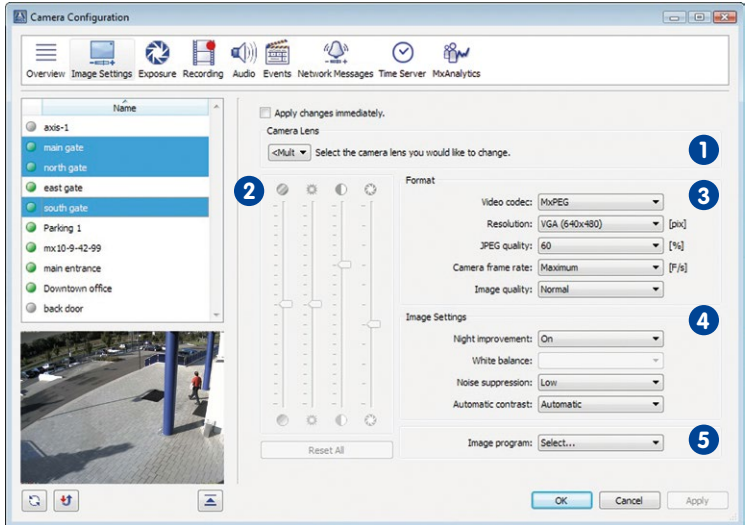 Camera Configuration
Overview Image Settings Exposure Recording Audio Events Network Messages Time Server MxAnalytics
Name
axis-1
main gate
north gate
east gate
south gate
Parking 1
mx10-9-42-99
main entrance
Downtown office
back door
Apply changes immediately.
Camera Lens
<Mult Select the camera lens you would like to change.
1
2
Reset All
Format
3
Video codec: MxPEG
Resolution: VGA (640x480) [pix]
JPEG quality: 60 [%]
Camera frame rate: Maximum [F/s]
Image quality: Normal
Image Settings
4
Night improvement: On
White balance:
Noise suppression: Low
Automatic contrast: Automatic
Image program: Select...
5
OK Cancel Apply